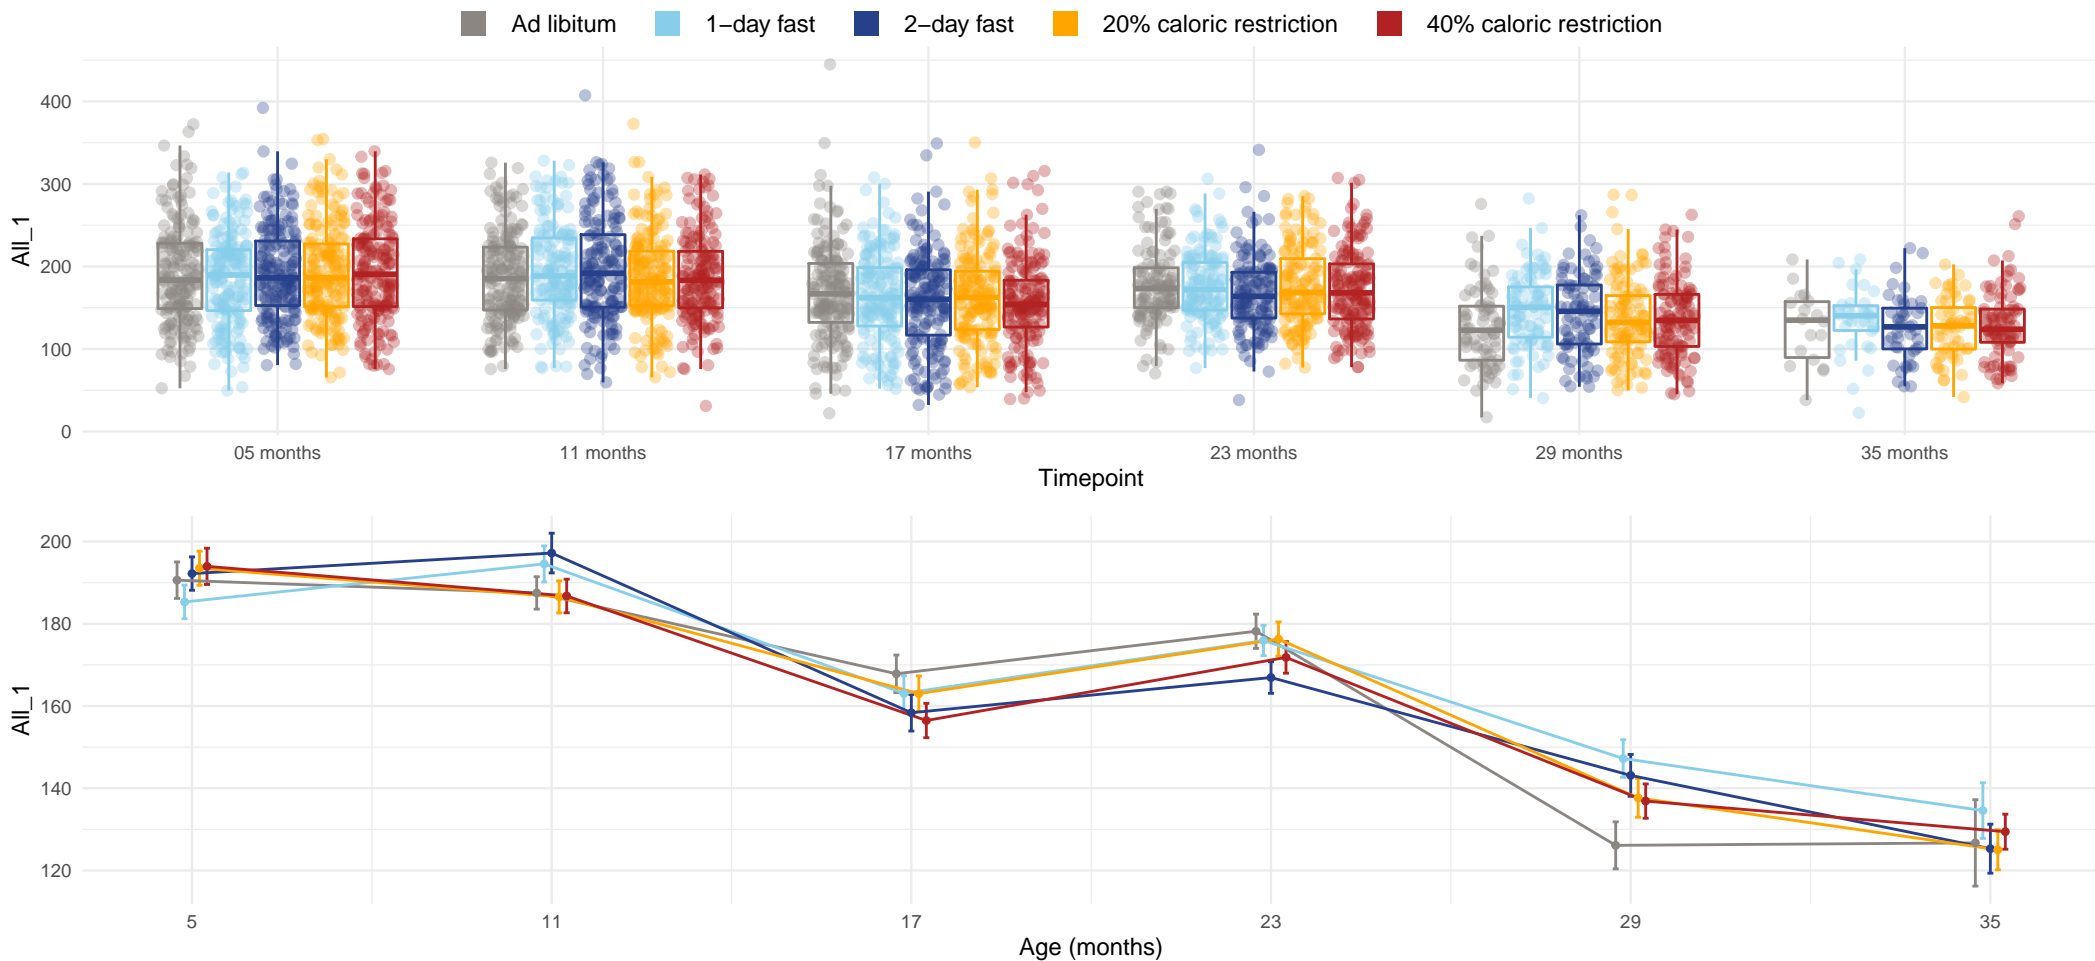 Ad libitum 1−day fast 2−day fast 20% caloric restriction 40% caloric restriction
All_1
400
300
200
100
0
05 months 11 months 17 months 23 months 29 months 35 months
Timepoint
All_1
200
180
160
140
120
5 11 17 23 29 35
Age (months)